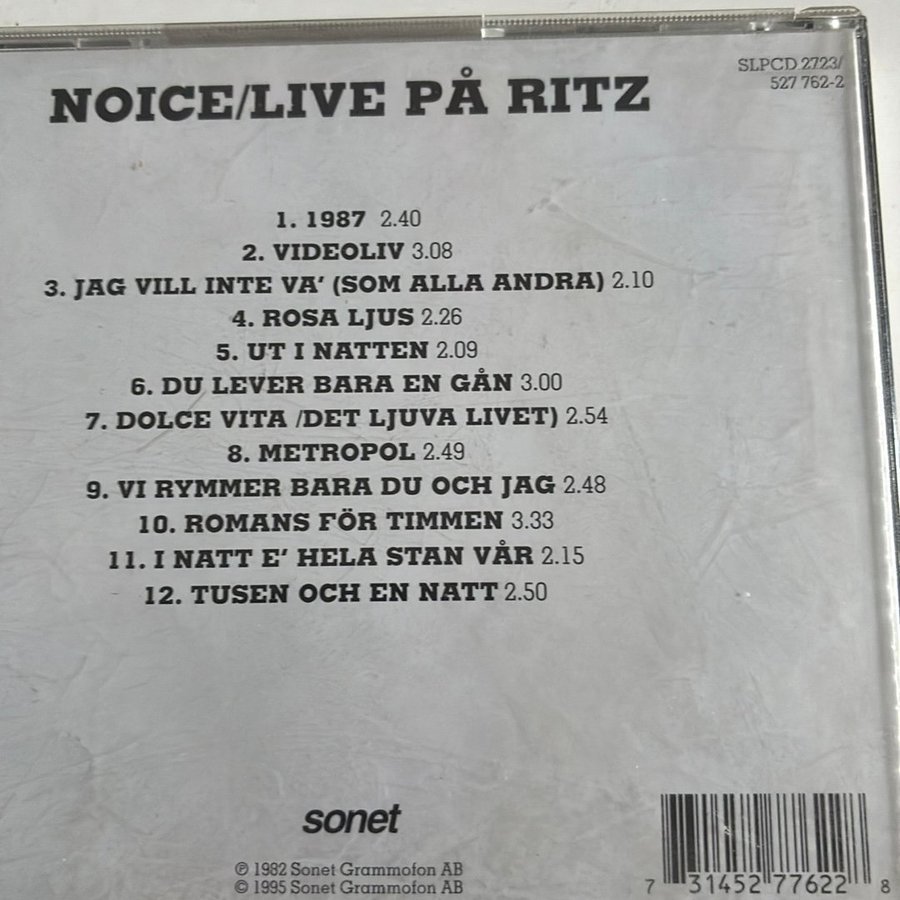 SLPCD 2723/
527 762-2
NOICE/LIVE PÅ RITZ
1. 1987 2.40
2. VIDEOLIV 3.08
3. JAG VILL INTE VA' (SOM ALLA ANDRA) 2.10
4. ROSA LJUS 2.26
5. UT I NATTEN 2.09
6. DU LEVER BARA EN GÅN 3.00
7. DOLCE VITA /DET LJUVA LIVET) 2.54
8. METROPOL 2.49
9. VI RYMMER BARA DU OCH JAG 2.48
10. ROMANS FÖR TIMMEN 3.33
11. I NATT E' HELA STAN VÅR 2.15
12. TUSEN OCH EN NATT 2.50
sonet
℗ 1982 Sonet Grammofon AB
© 1995 Sonet Grammofon AB
7 31452 77622 8